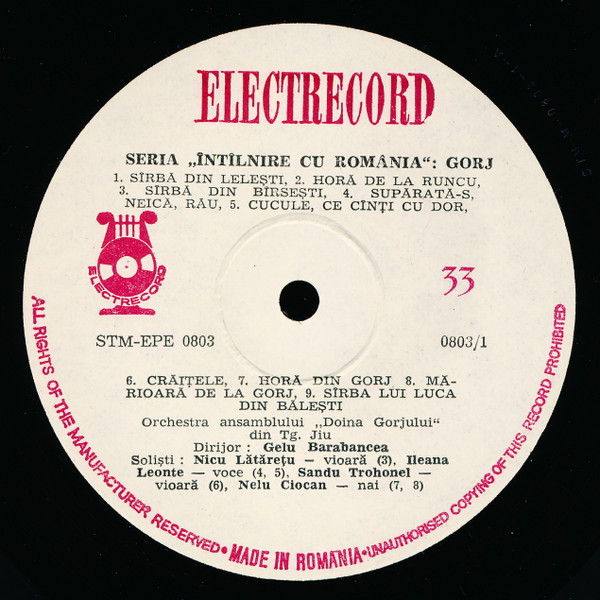 ELECTRECORD
SERIA „ÎNTÎLNIRE CU ROMÂNIA“: GORJ
1. SÎRBĂ DIN LELEȘTI, 2. HORĂ DE LA RUNCU,
3. SÎRBĂ DIN BÎRSEȘTI, 4. SUPĂRATĂ-S,
NEICĂ, RĂU, 5. CUCULE, CE CÎNȚI CU DOR,
ELECTRECORD
33
STM-EPE 0803
0803/1
6. CRĂIȚELE, 7. HORĂ DIN GORJ 8. MĂ-
RIOARĂ DE LA GORJ, 9. SÎRBA LUI LUCA
DIN BĂLEȘTI
Orchestra ansamblului „Doina Gorjului“
din Tg. Jiu
Dirijor: Gelu Barabancea
Soliști: Nicu Lătărețu — vioară (3), Ileana
Leonte — voce (4, 5), Sandu Trohonel —
vioară (6), Nelu Ciocan — nai (7, 8)
ALL RIGHTS OF THE MANUFACTURER RESERVED • MADE IN ROMÂNIA • UNAUTHORISED COPYING OF THIS RECORD PROHIBITED